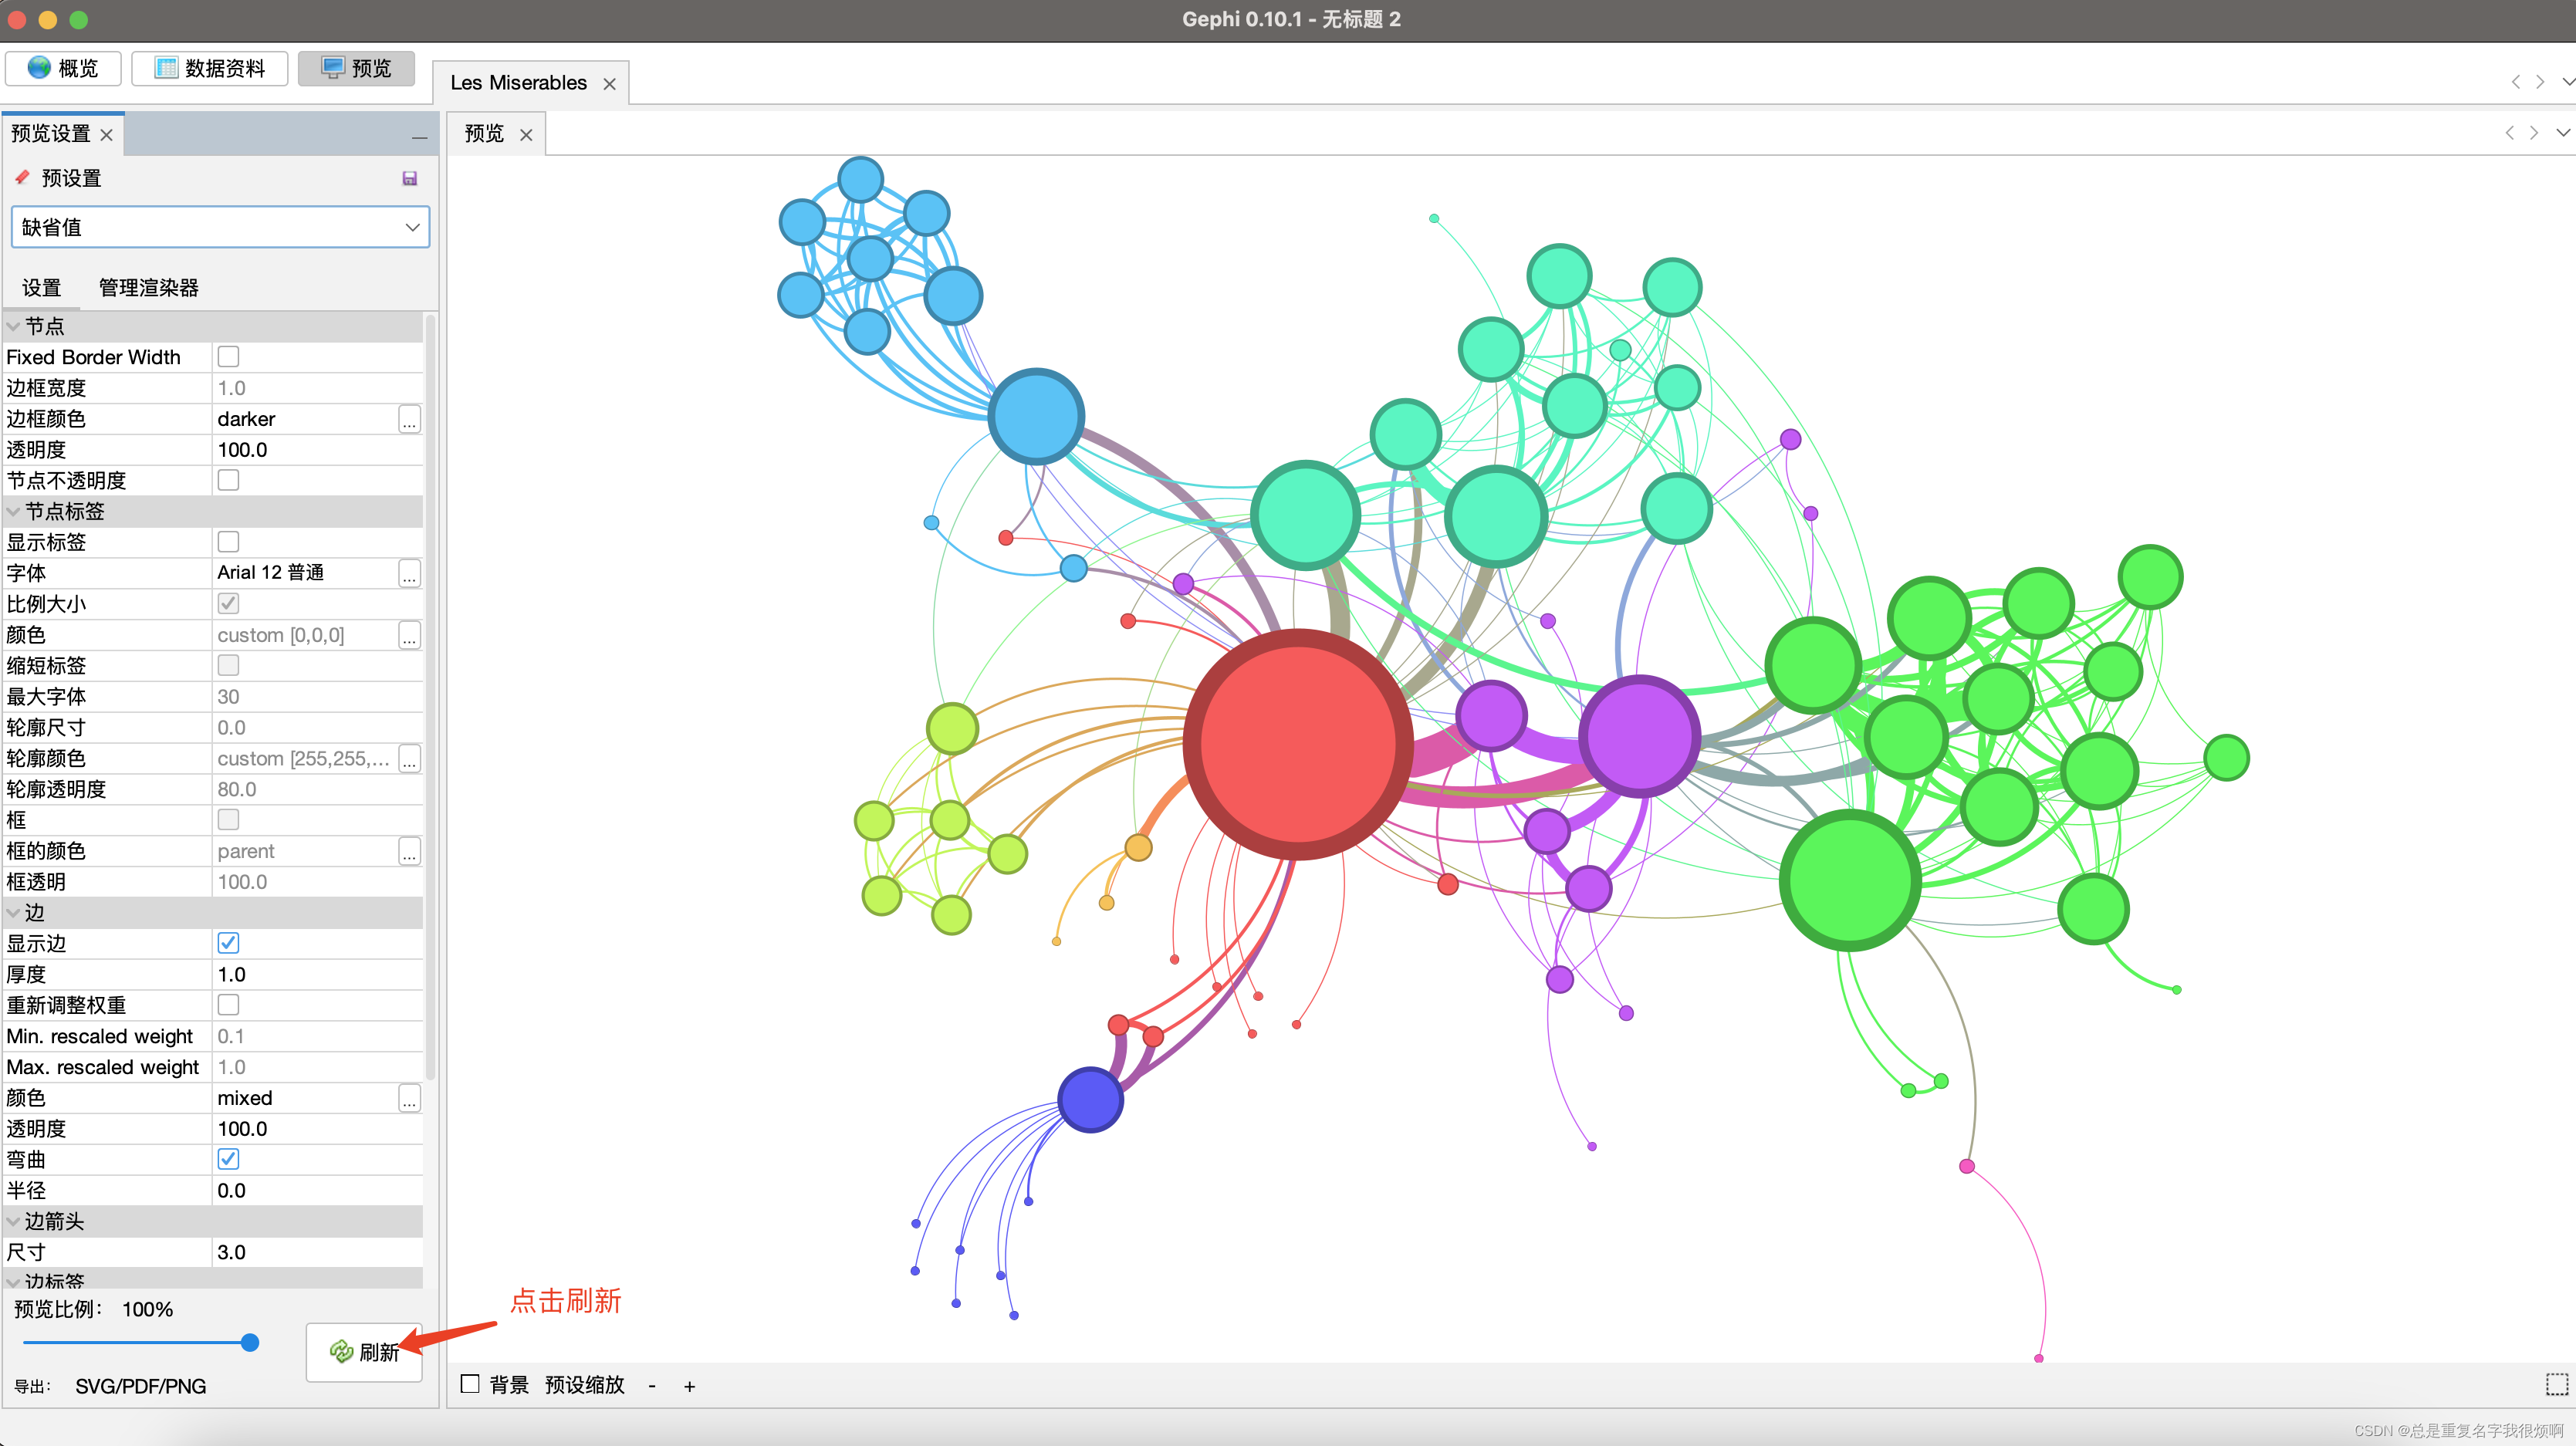 Gephi 0.10.1 - 无标题 2
概览 数据资料 预览
Les Miserables
预览设置
预览
预设置
缺省值
设置 管理渲染器
节点
Fixed Border Width
边框宽度 1.0
边框颜色 darker ...
透明度 100.0
节点不透明度
节点标签
显示标签
字体 Arial 12 普通 ...
比例大小
颜色 custom [0,0,0] ...
缩短标签
最大字体 30
轮廓尺寸 0.0
轮廓颜色 custom [255,255,... ...
轮廓透明度 80.0
框
框的颜色 parent ...
框透明 100.0
边
显示边
厚度 1.0
重新调整权重
Min. rescaled weight 0.1
Max. rescaled weight 1.0
颜色 mixed ...
透明度 100.0
弯曲
半径 0.0
边箭头
尺寸 3.0
边标签
预览比例： 100%
点击刷新
刷新
导出： SVG/PDF/PNG
背景 预设缩放 - +
CSDN @总是重复名字我很烦啊